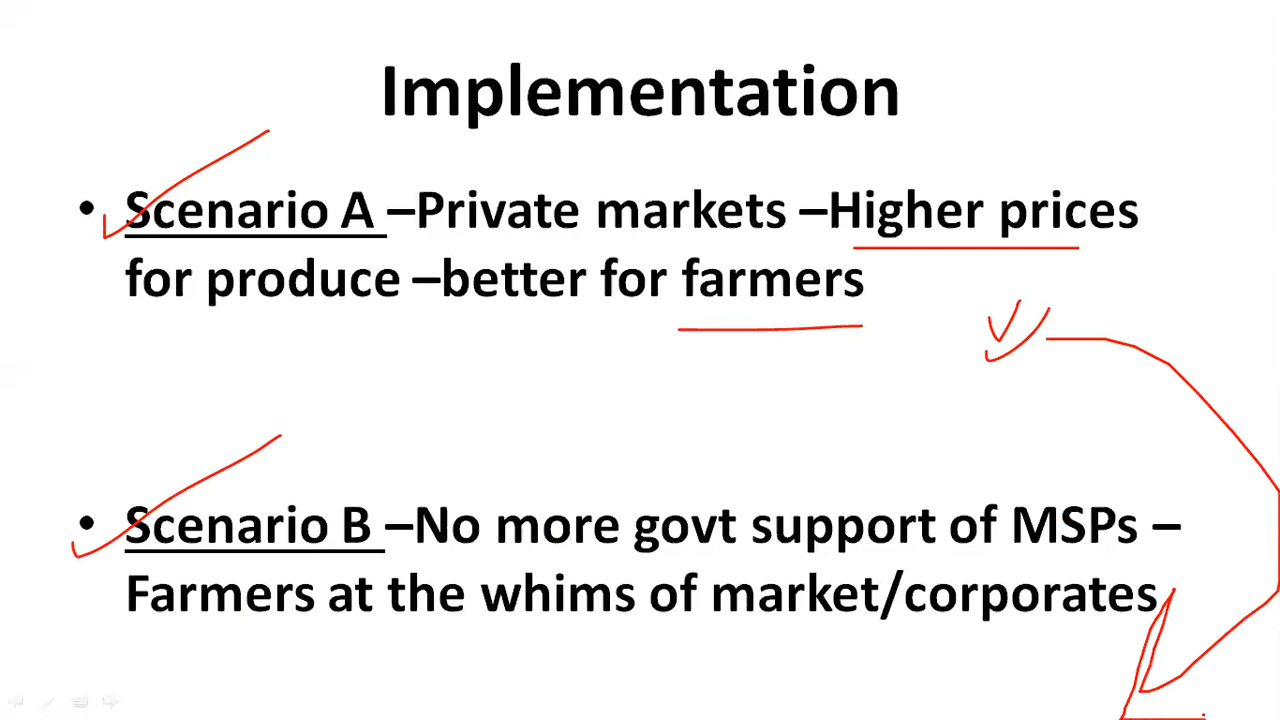 Implementation
• Scenario A –Private markets –Higher prices
for produce –better for farmers
• Scenario B –No more govt support of MSPs –
Farmers at the whims of market/corporates